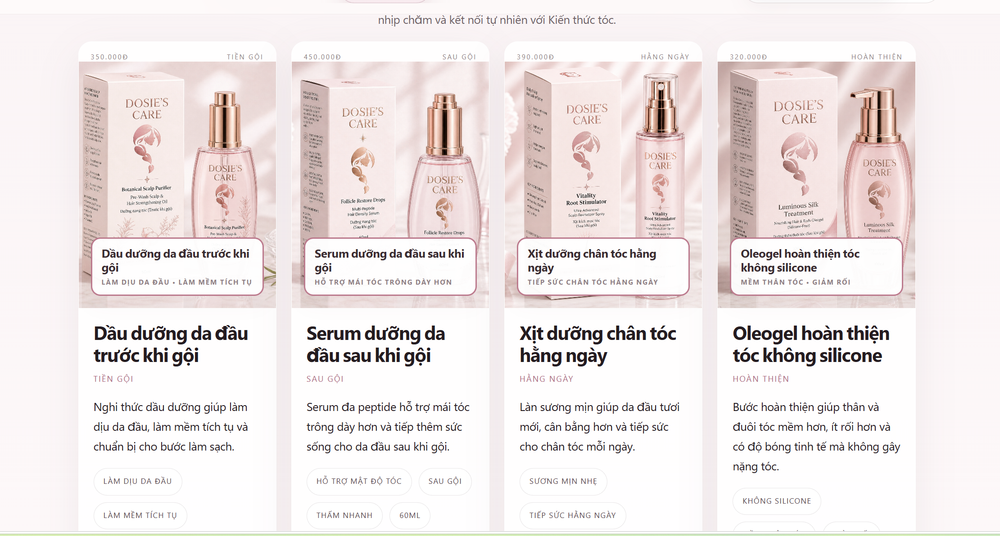 nhịp chăm và kết nối tự nhiên với Kiến thức tóc.
350.000Đ
TIỀN GỘI
DOSIE'S
CARE
Botanical Scalp Purifier
Pre-Wash Scalp &
Hair Strengthening Oil
Dưỡng nang tóc (Trước khi gội)
DOSIE'S
CARE
Botanical Scalp Purifier
Pre-Wash Scalp &
Dầu dưỡng da đầu trước khi
gội
LÀM DỊU DA ĐẦU • LÀM MỀM TÍCH TỤ
Dầu dưỡng da đầu
trước khi gội
TIỀN GỘI
Nghi thức dầu dưỡng giúp làm
dịu da đầu, làm mềm tích tụ và
chuẩn bị cho bước làm sạch.
LÀM DỊU DA ĐẦU
LÀM MỀM TÍCH TỤ
450.000Đ
SAU GỘI
DOSIE'S
CARE
Follicle Restore Drops
Multi-Peptide
Hair Density Serum
Dưỡng nang tóc
(Sau khi gội)
DOSIE'S
CARE
Follicle Restore Drops
Serum dưỡng da đầu sau khi
gội
HỖ TRỢ MÁI TÓC TRÔNG DÀY HƠN
Serum dưỡng da
đầu sau khi gội
SAU GỘI
Serum đa peptide hỗ trợ mái tóc
trông dày hơn và tiếp thêm sức
sống cho da đầu sau khi gội.
HỖ TRỢ MẬT ĐỘ TÓC
SAU GỘI
THẤM NHANH
60ML
390.000Đ
HẰNG NGÀY
Daily Scalp
Revitalizer Spray
DOSIE'S
CARE
Vitality
Root Stimulator
Ultra Advanced
Scalp Revitalizer Spray
Xịt kích mọc tóc
(Sau khi gội)
DOSIE'S
CARE
Vitality
Root Stimulator
Ultra Advanced
Scalp Revitalizer Spray
Xịt kích mọc tóc
Xịt dưỡng chân tóc hằng
ngày
TIẾP SỨC CHÂN TÓC HẰNG NGÀY
Xịt dưỡng chân tóc
hằng ngày
HẰNG NGÀY
Làn sương mịn giúp da đầu tươi
mới, cân bằng hơn và tiếp sức
cho chân tóc mỗi ngày.
SƯƠNG MỊN NHẸ
TIẾP SỨC HẰNG NGÀY
320.000Đ
HOÀN THIỆN
DOSIE'S
CARE
Luminous Silk
Treatment
Nourishing Hair & Ends Oleogel
(Silicone-Free)
Dưỡng thân/đuôi tóc (Sau khi gội)
DOSIE'S
CARE
Luminous Silk
Treatment
Oleogel hoàn thiện tóc
không silicone
MỀM THÂN TÓC • GIẢM RỐI
Oleogel hoàn thiện
tóc không silicone
HOÀN THIỆN
Bước hoàn thiện giúp thân và
đuôi tóc mềm hơn, ít rối hơn và
có độ bóng tinh tế mà không gây
nặng tóc.
KHÔNG SILICONE